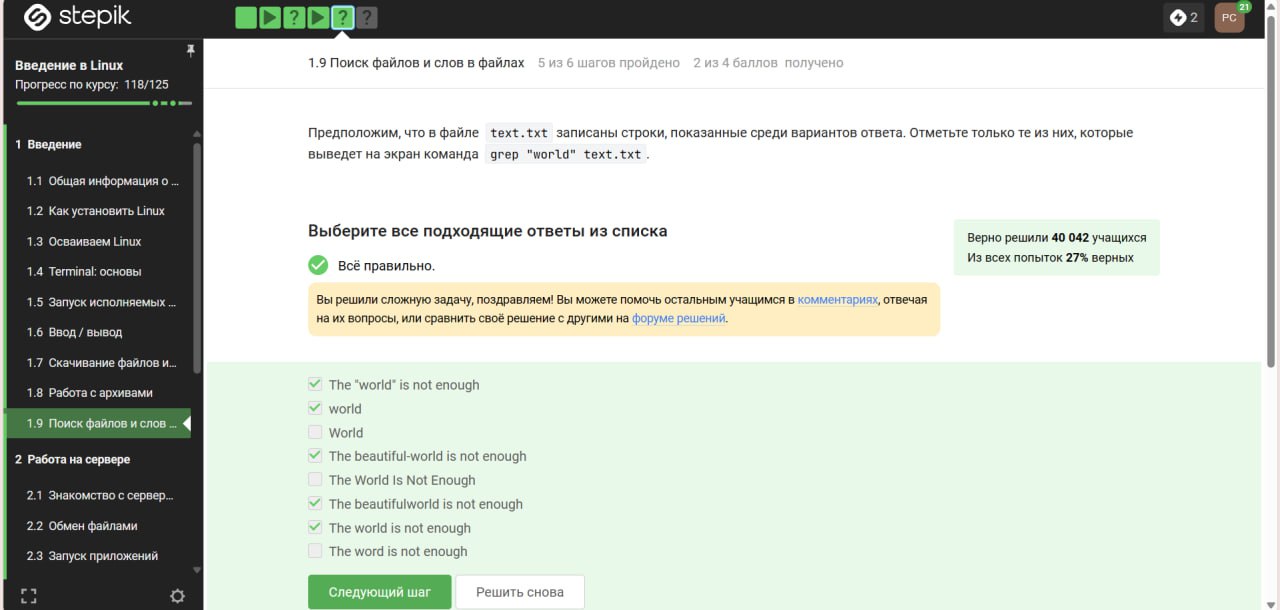 stepik
? ? ?
2
PC
21
Введение в Linux
Прогресс по курсу: 118/125
1 Введение
1.1 Общая информация о ...
1.2 Как установить Linux
1.3 Осваиваем Linux
1.4 Terminal: основы
1.5 Запуск исполняемых ...
1.6 Ввод / вывод
1.7 Скачивание файлов и...
1.8 Работа с архивами
1.9 Поиск файлов и слов ...
2 Работа на сервере
2.1 Знакомство с сервер...
2.2 Обмен файлами
2.3 Запуск приложений
1.9 Поиск файлов и слов в файлах 5 из 6 шагов пройдено 2 из 4 баллов получено
Предположим, что в файле text.txt записаны строки, показанные среди вариантов ответа. Отметьте только те из них, которые
выведет на экран команда grep "world" text.txt.
Выберите все подходящие ответы из списка
Всё правильно.
Вы решили сложную задачу, поздравляем! Вы можете помочь остальным учащимся в комментариях, отвечая
на их вопросы, или сравнить своё решение с другими на форуме решений.
Верно решили 40 042 учащихся
Из всех попыток 27% верных
The "world" is not enough
world
World
The beautiful-world is not enough
The World Is Not Enough
The beautifulworld is not enough
The world is not enough
The word is not enough
Следующий шаг
Решить снова